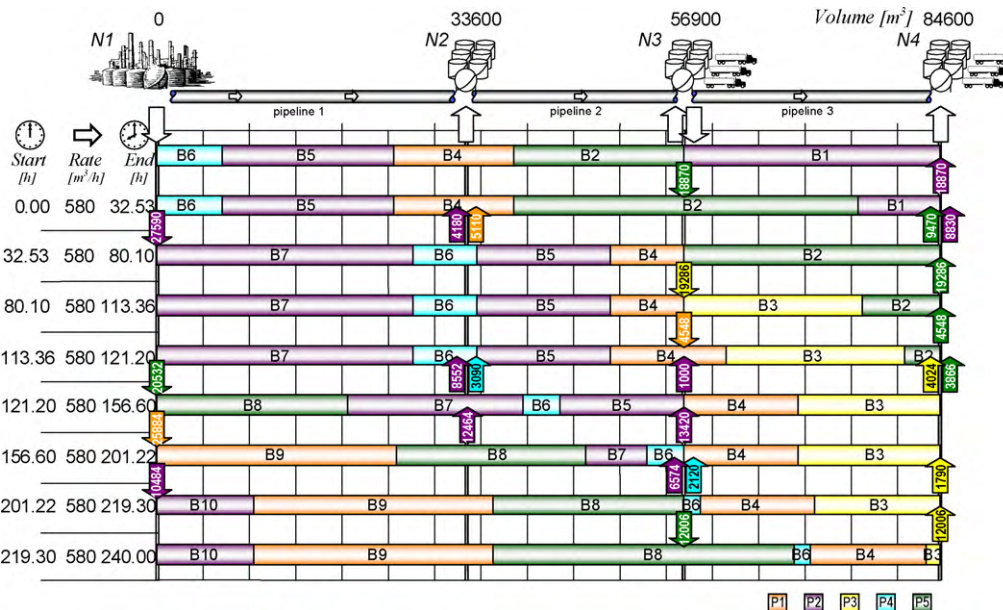 0 33600 56900 Volume [m³] 84600
N1 N2 N3 N4
pipeline 1 pipeline 2 pipeline 3
Start Rate End
[h] [m³/h] [h]
B6 B5 B4 B2 B1
18870 18870
0.00 580 32.53 B6 B5 B4 B2 B1
27590 4180 5110 9470 8830
32.53 580 80.10 B7 B6 B5 B4 B2
19286 19286
80.10 580 113.36 B7 B6 B5 B4 B3 B2
4548 4548
113.36 580 121.20 B7 B6 B5 B4 B3 B2
20532 8552 3090 1000 4024 3866
121.20 580 156.60 B8 B7 B6 B5 B4 B3
25884 12464 13420
156.60 580 201.22 B9 B8 B7 B6 B4 B3
10484 6574 2120 1790
201.22 580 219.30 B10 B9 B8 B6 B4 B3
12006 12006
219.30 580 240.00 B10 B9 B8 B6 B4 B3
P1 P2 P3 P4 P5